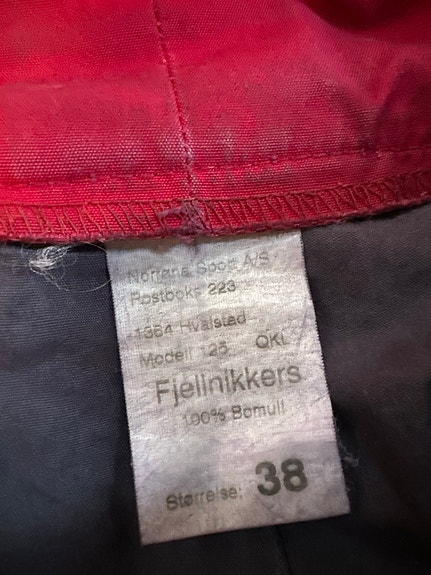 Norrøna Sport A/S
Postboks 223
1364 Hvalstad
Modell 125 OKL
Fjellnikkers
100% Bomull
Størrelse: 38